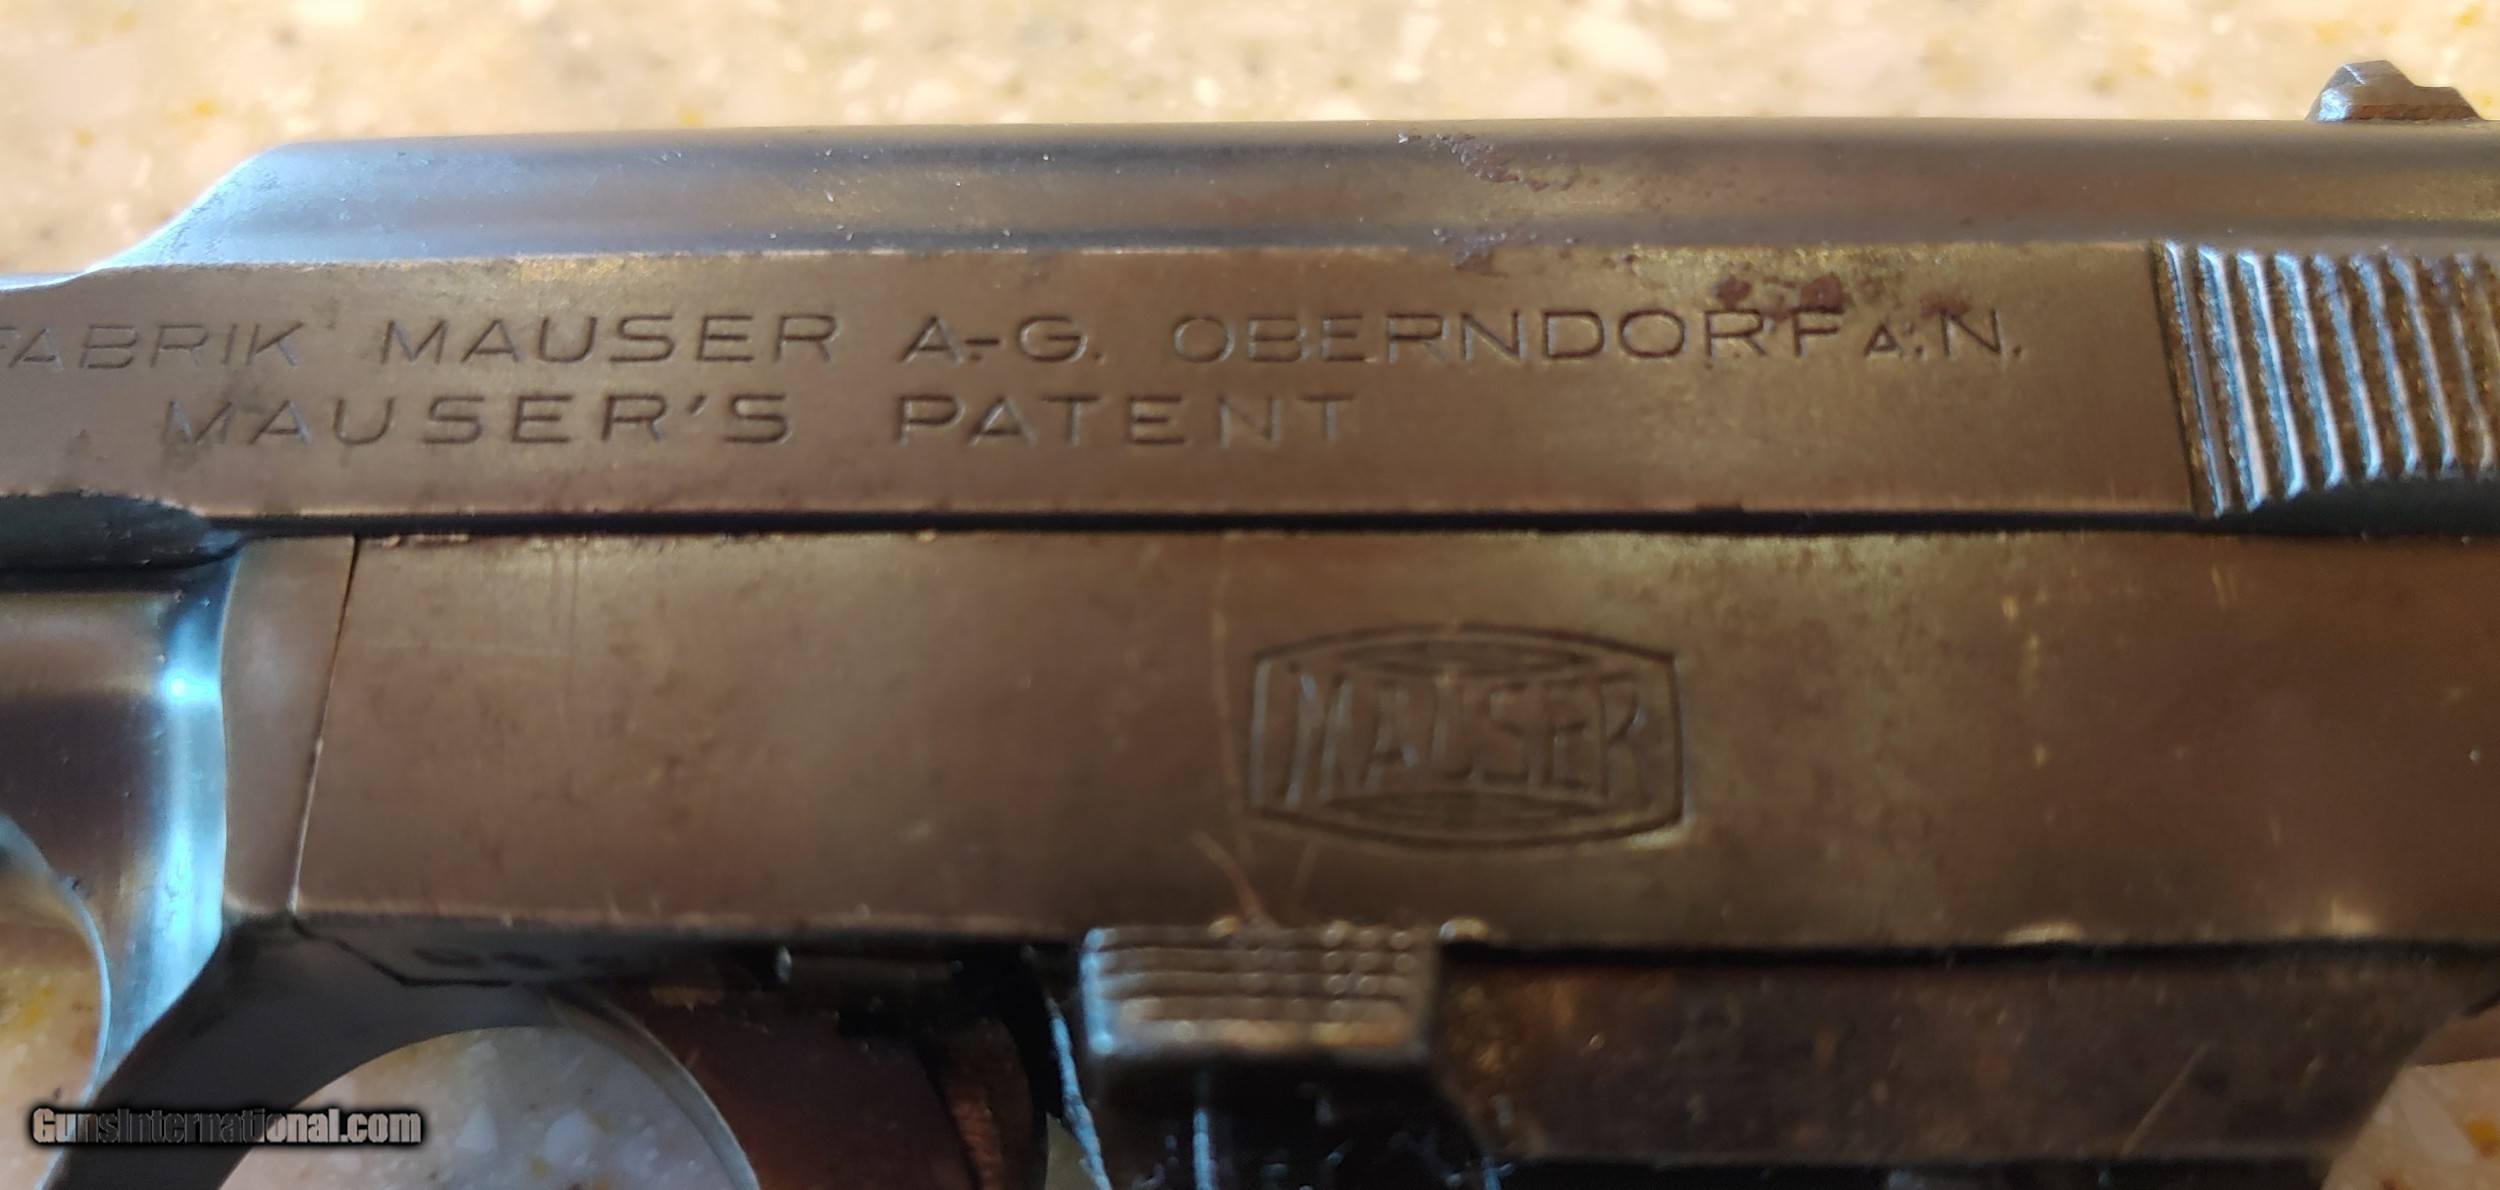 FABRIK MAUSER A-G. OBERNDORF A.N.
MAUSER'S PATENT
MAUSER
GunsInternational.com